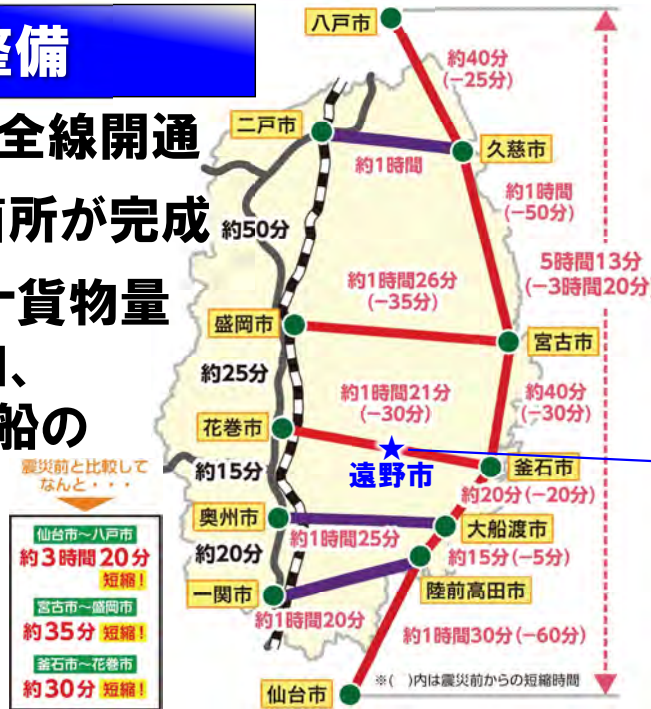 整備
全線開通
箇所が完成
貨物量
船の
震災前と比較して
なんと・・・
仙台市～八戸市
約3時間20分
短縮！
宮古市～盛岡市
約35分 短縮！
釜石市～花巻市
約30分 短縮！
八戸市
約40分
(−25分)
二戸市
久慈市
約1時間
約1時間
(−50分)
約50分
5時間13分
(−3時間20分)
約1時間26分
(−35分)
盛岡市
宮古市
約25分
約1時間21分
(−30分)
約40分
(−30分)
花巻市
遠野市
釜石市
約15分
約20分(−20分)
奥州市
大船渡市
約1時間25分
約20分
約15分(−5分)
一関市
陸前高田市
約1時間20分
約1時間30分(−60分)
※( )内は震災前からの短縮時間
仙台市